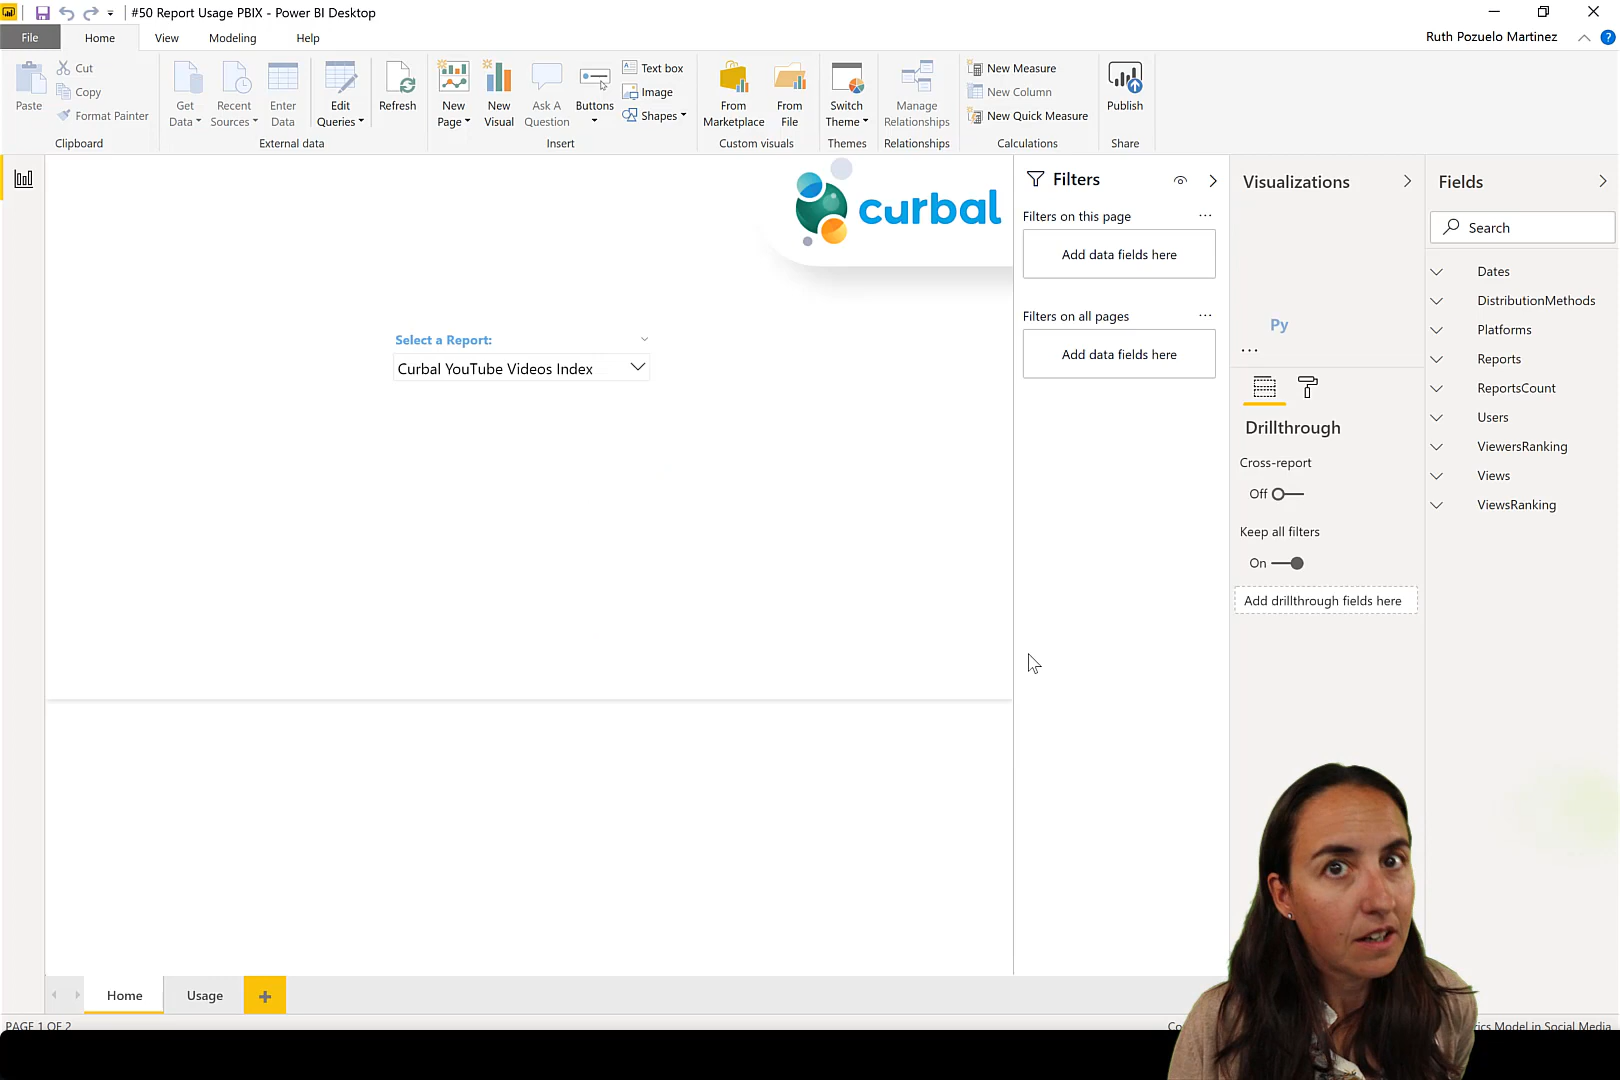 #50 Report Usage PBIX - Power BI Desktop
File Home View Modeling Help
Ruth Pozuelo Martinez ?
Paste
Cut
Copy
Format Painter
Clipboard
Get Data
Recent Sources
Enter Data
Edit Queries
Refresh
External data
New Page
New Visual
Ask A Question
Buttons
Text box
Image
Shapes
Insert
From Marketplace
From File
Custom visuals
Switch Theme
Themes
Manage Relationships
Relationships
New Measure
New Column
New Quick Measure
Calculations
Publish
Share
curbal
Select a Report:
Curbal YouTube Videos Index
Filters
Filters on this page ...
Add data fields here
Filters on all pages ...
Add data fields here
Visualizations
Py
...
Drillthrough
Cross-report
Off
Keep all filters
On
Add drillthrough fields here
Fields
Search
Dates
DistributionMethods
Platforms
Reports
ReportsCount
Users
ViewersRanking
Views
ViewsRanking
Home Usage +
PAGE 1 OF 2
Model in Social Media